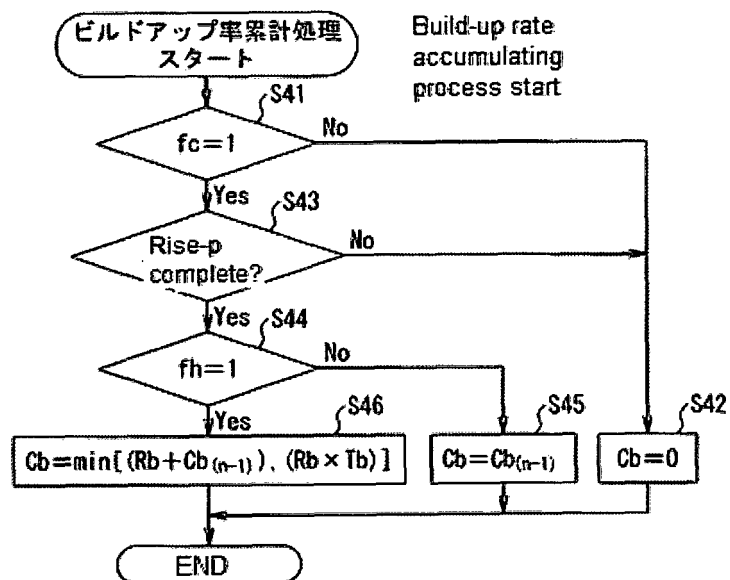 ビルドアップ率累計処理
スタート
Build-up rate
accumulating
process start
S41
fc=1
No
Yes
S43
Rise-p
complete?
No
Yes
S44
fh=1
No
Yes
S46
Cb=min[(Rb+Cb(n-1)), (Rb×Tb)]
S45
Cb=Cb(n-1)
S42
Cb=0
END